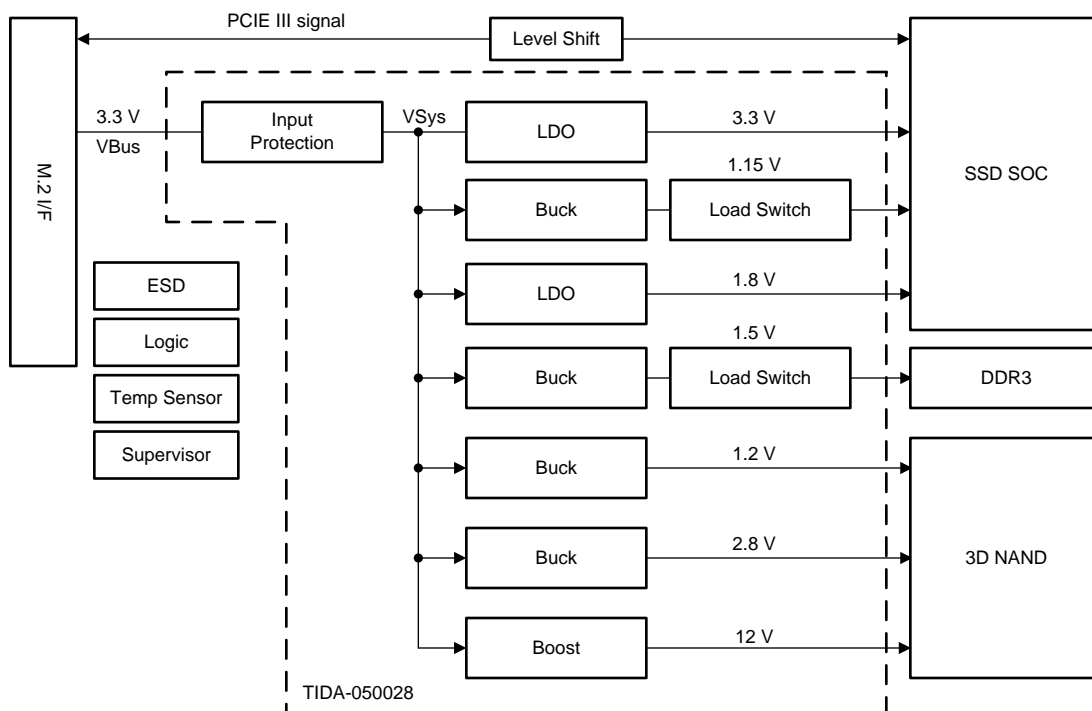 PCIE III signal
Level Shift
3.3 V
VBus
Input
Protection
VSys
LDO
3.3 V
M.2 I/F
SSD SOC
1.15 V
Buck
Load Switch
ESD
LDO
1.8 V
Logic
1.5 V
Buck
Load Switch
DDR3
Temp Sensor
Supervisor
Buck
1.2 V
Buck
2.8 V
3D NAND
Boost
12 V
TIDA-050028